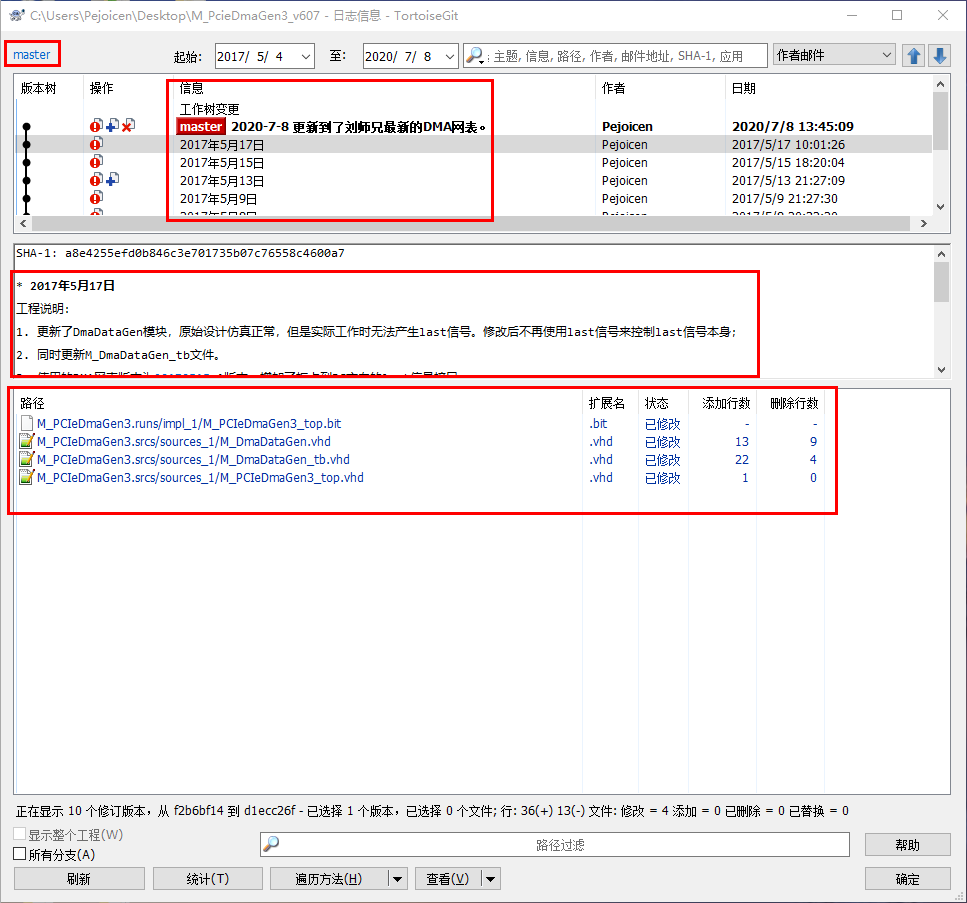 C:\Users\Pejoicen\Desktop\M_PcieDmaGen3_v607 - 日志信息 - TortoiseGit
master 起始: 2017/ 5/ 4 至: 2020/ 7/ 8 : 主题, 信息, 路径, 作者, 邮件地址, SHA-1, 应用 作者邮件
版本树 操作 信息 作者 日期
工作树变更
master 2020-7-8 更新到了刘师兄最新的DMA网表。 Pejoicen 2020/7/8 13:45:09
2017年5月17日 Pejoicen 2017/5/17 10:01:26
2017年5月15日 Pejoicen 2017/5/15 18:20:04
2017年5月13日 Pejoicen 2017/5/13 21:27:09
2017年5月9日 Pejoicen 2017/5/9 21:27:30
SHA-1: a8e4255efd0b846c3e701735b07c76558c4600a7
* 2017年5月17日
工程说明:
1. 更新了DmaDataGen模块，原始设计仿真正常，但是实际工作时无法产生last信号。修改后不再使用last信号来控制last信号本身;
2. 同时更新M_DmaDataGen_tb文件。
路径 扩展名 状态 添加行数 删除行数
M_PCIeDmaGen3.runs/impl_1/M_PCIeDmaGen3_top.bit .bit 已修改 - -
M_PCIeDmaGen3.srcs/sources_1/M_DmaDataGen.vhd .vhd 已修改 13 9
M_PCIeDmaGen3.srcs/sources_1/M_DmaDataGen_tb.vhd .vhd 已修改 22 4
M_PCIeDmaGen3.srcs/sources_1/M_PCIeDmaGen3_top.vhd .vhd 已修改 1 0
正在显示 10 个修订版本，从 f2b6bf14 到 d1ecc26f - 已选择 1 个版本，已选择 0 个文件; 行: 36(+) 13(-) 文件: 修改 = 4 添加 = 0 已删除 = 0 已替换 = 0
显示整个工程(W)
所有分支(A) 路径过滤 帮助
刷新 统计(T) 遍历方法(H) 查看(V) 确定